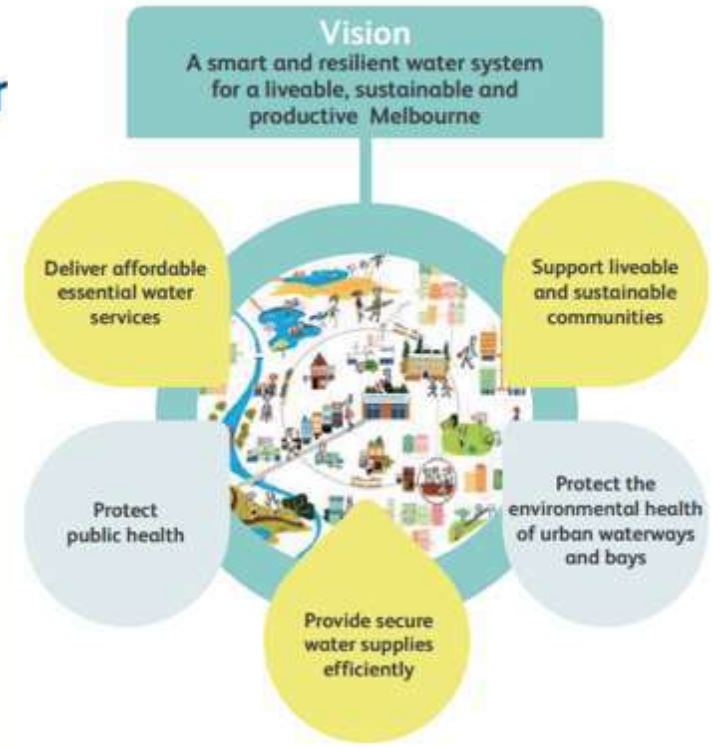 Vision
A smart and resilient water system
for a liveable, sustainable and
productive Melbourne
Deliver affordable
essential water
services
Support liveable
and sustainable
communities
Protect
public health
Protect the
environmental health
of urban waterways
and bays
Provide secure
water supplies
efficiently